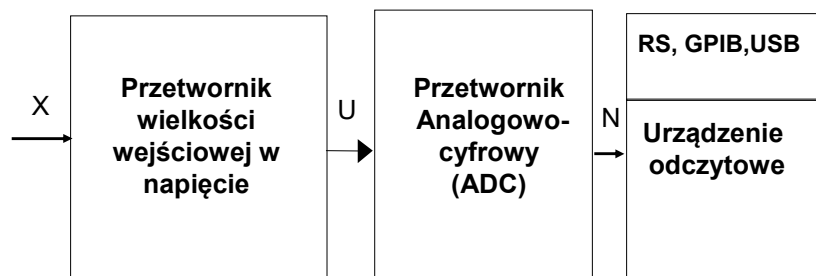 X
Przetwornik
wielkości
wejściowej w
napięcie
U
Przetwornik
Analogowo-
cyfrowy
(ADC)
N
RS, GPIB,USB
Urządzenie
odczytowe